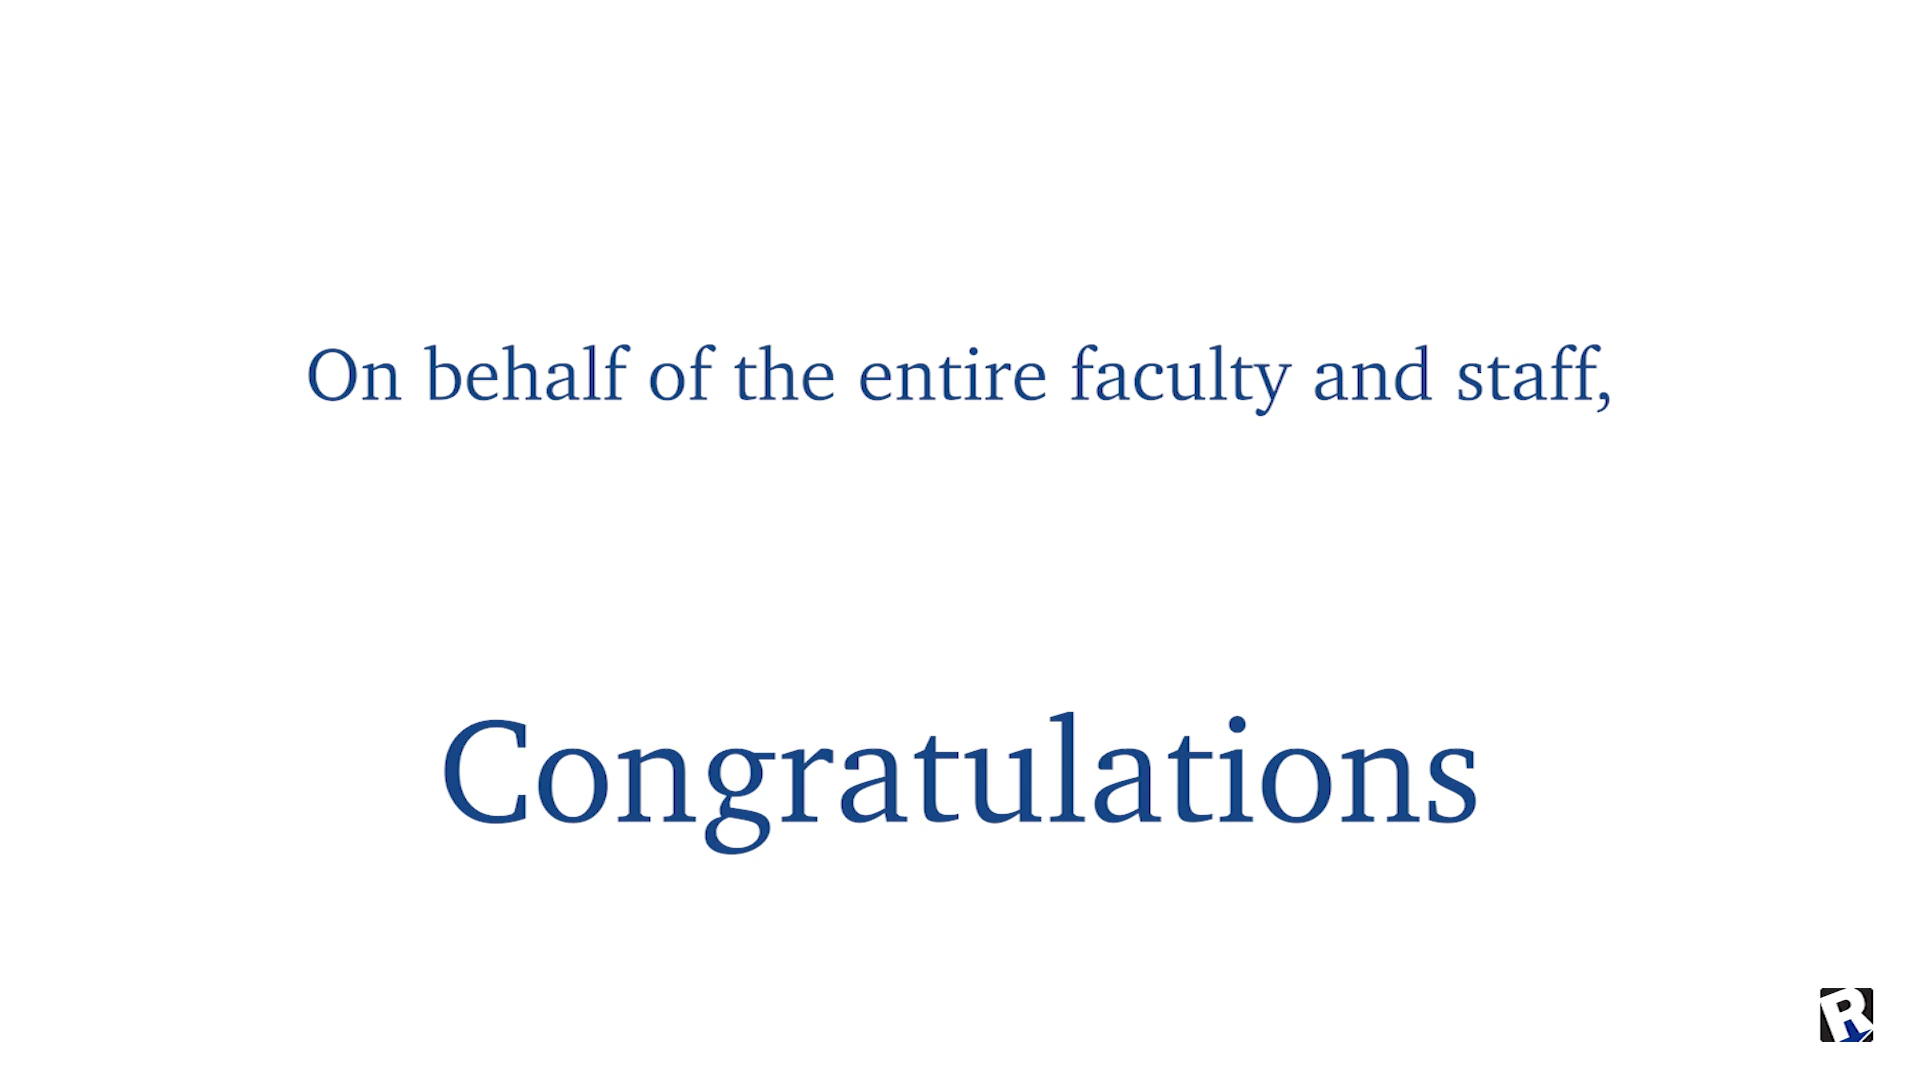 On behalf of the entire faculty and staff,
Congratulations
R